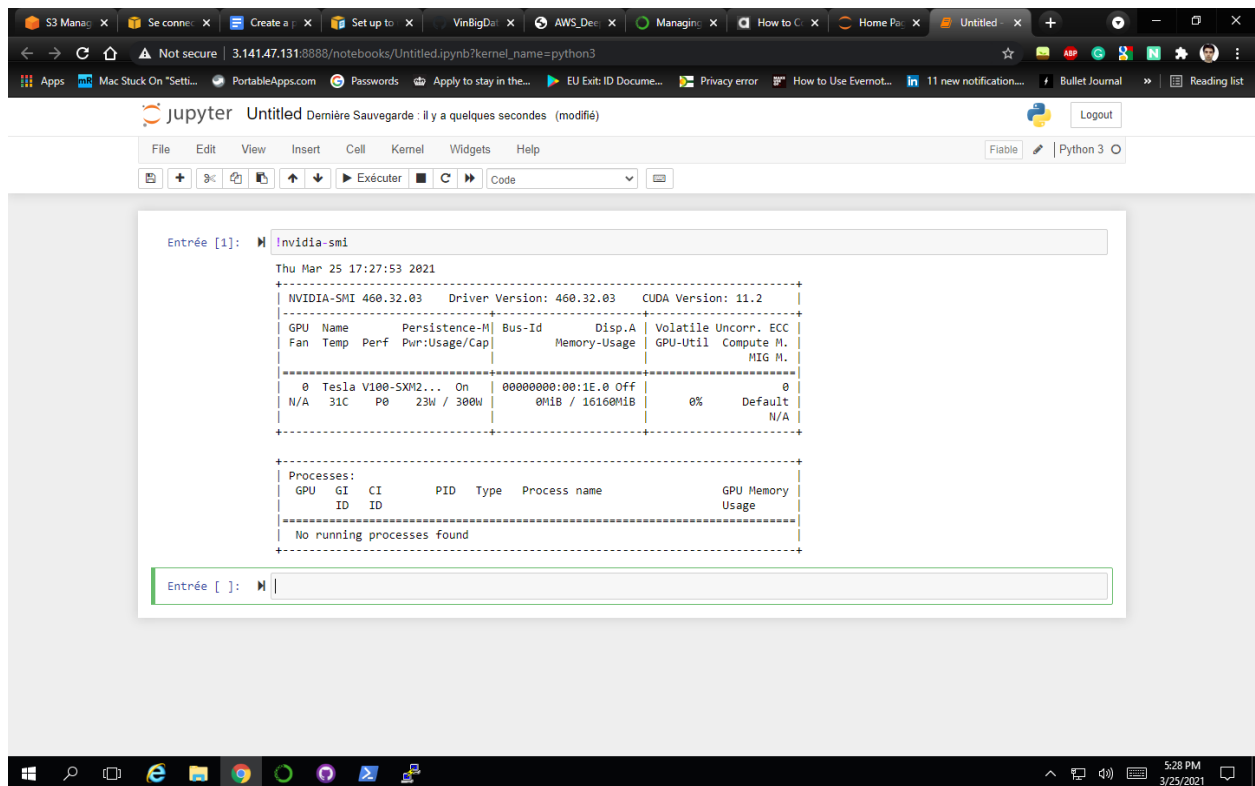 S3 Manag Se connec Create a p Set up to VinBigDat AWS_Deep Managing How to C Home Pag Untitled -
Not secure | 3.141.47.131:8888/notebooks/Untitled.ipynb?kernel_name=python3
Apps Mac Stuck On "Setti... PortableApps.com Passwords Apply to stay in the... EU Exit: ID Docume... Privacy error How to Use Evernot... 11 new notification.... Bullet Journal » Reading list
jupyter Untitled Dernière Sauvegarde : il y a quelques secondes (modifié) Logout
File Edit View Insert Cell Kernel Widgets Help Fiable Python 3
Exécuter Code
Entrée [1]: !nvidia-smi
Thu Mar 25 17:27:53 2021
NVIDIA-SMI 460.32.03 Driver Version: 460.32.03 CUDA Version: 11.2
GPU Name Persistence-M| Bus-Id Disp.A | Volatile Uncorr. ECC
Fan Temp Perf Pwr:Usage/Cap| Memory-Usage | GPU-Util Compute M.
MIG M.
0 Tesla V100-SXM2... On | 00000000:00:1E.0 Off | 0
N/A 31C P0 23W / 300W | 0MiB / 16160MiB | 0% Default
N/A
Processes:
GPU GI CI PID Type Process name GPU Memory
ID ID Usage
No running processes found
Entrée [ ]:
5:28 PM
3/25/2021